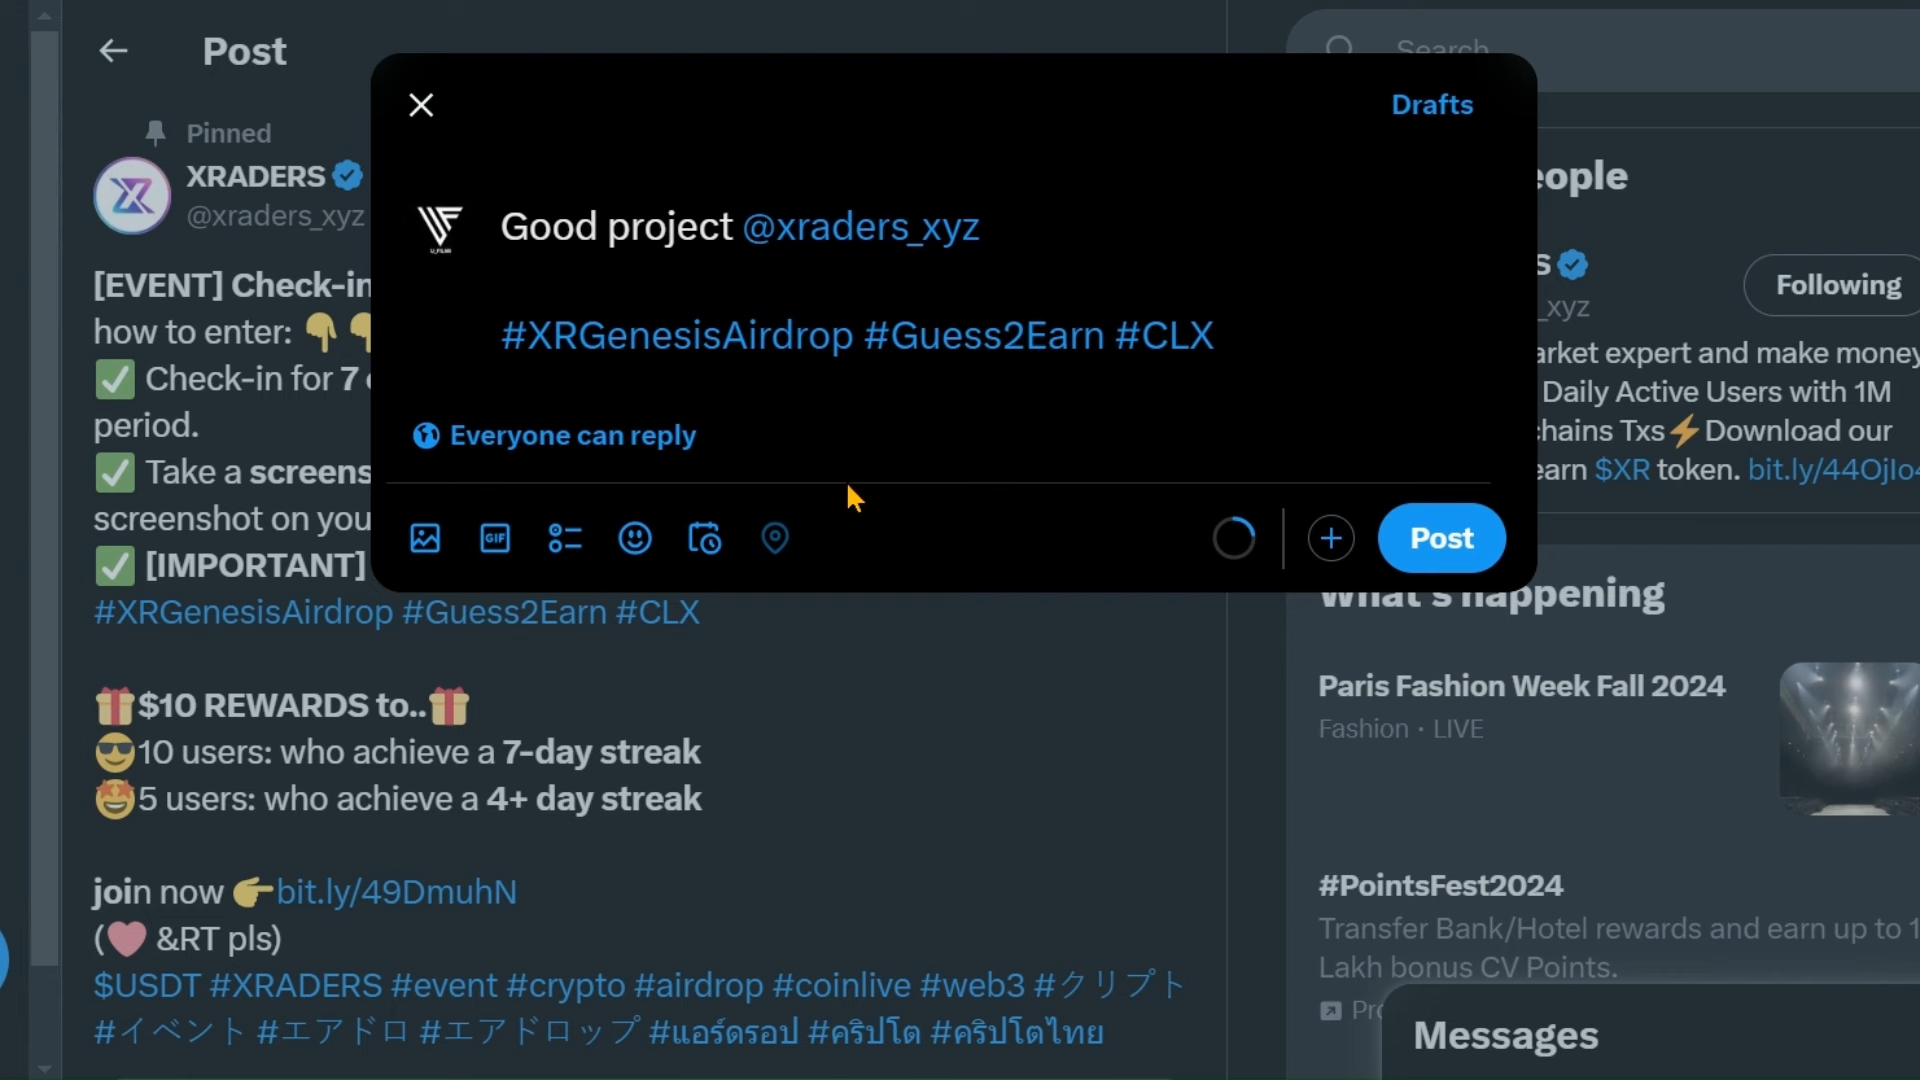 Post
Search
Drafts
Pinned
XRADERS
@xraders_xyz
[EVENT] Check-in
how to enter:
Check-in for 7
period.
Take a screens
screenshot on you
[IMPORTANT]
#XRGenesisAirdrop #Guess2Earn #CLX
$10 REWARDS to..
10 users: who achieve a 7-day streak
5 users: who achieve a 4+ day streak
join now bit.ly/49DmuhN
( &RT pls)
$USDT #XRADERS #event #crypto #airdrop #coinlive #web3 #クリプト
#イベント #エアドロ #エアドロップ #แอร์ดรอป #คริปโต #คริปโตไทย
Good project @xraders_xyz
#XRGenesisAirdrop #Guess2Earn #CLX
Everyone can reply
GIF
Post
eople
S
_xyz
Following
arket expert and make money
Daily Active Users with 1M
hains Txs⚡Download our
earn $XR token. bit.ly/44OjIo4
What's happening
Paris Fashion Week Fall 2024
Fashion · LIVE
#PointsFest2024
Transfer Bank/Hotel rewards and earn up to 1
Lakh bonus CV Points.
Pr
Messages